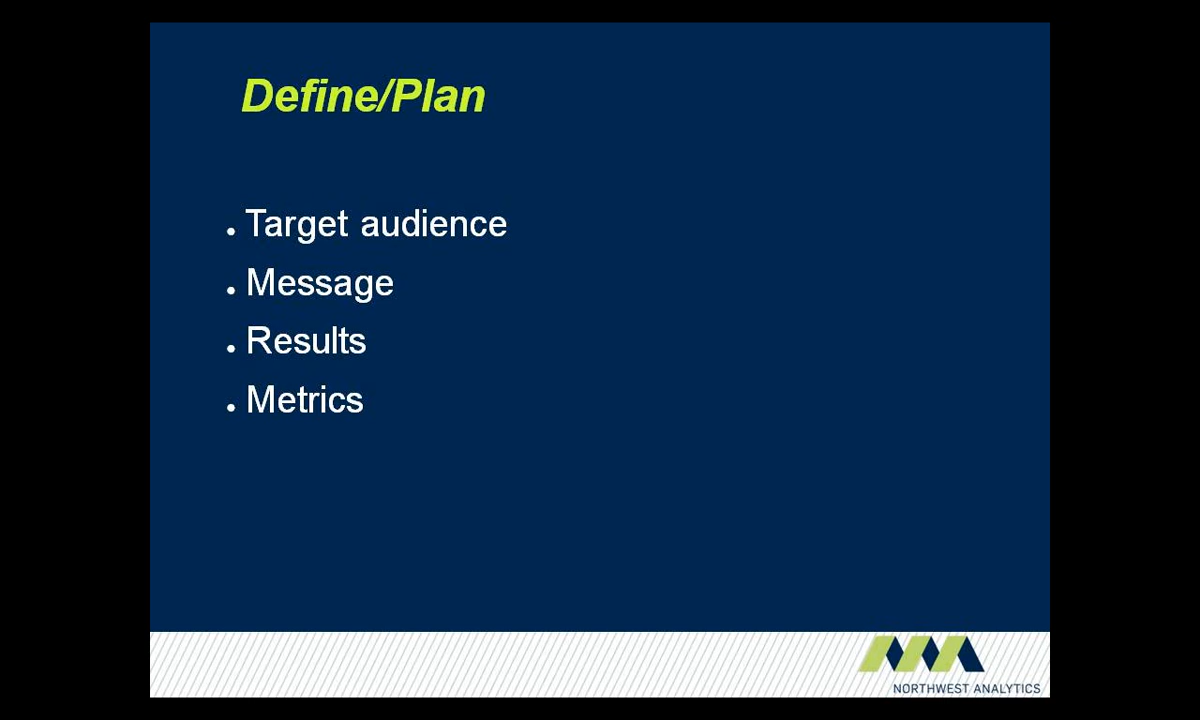 Define/Plan
• Target audience
• Message
• Results
• Metrics
NORTHWEST ANALYTICS